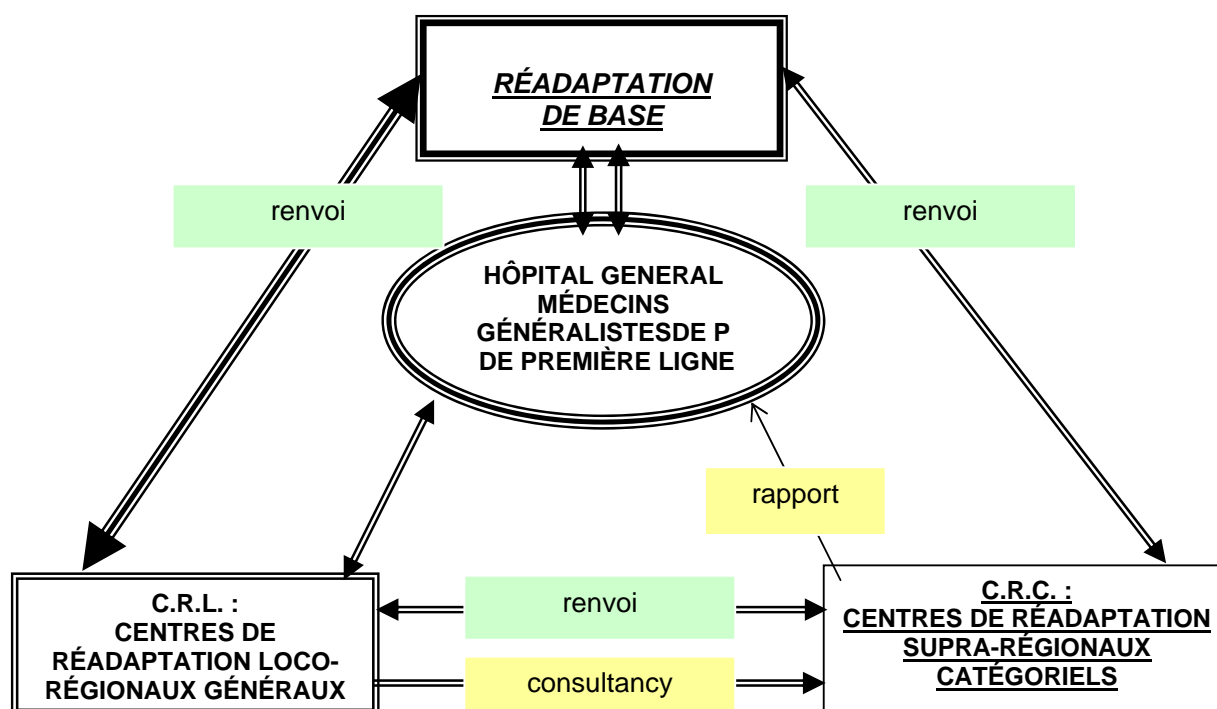 RÉADAPTATION
DE BASE
renvoi
renvoi
HÔPITAL GENERAL
MÉDECINS
GÉNÉRALISTESDE P
DE PREMIÈRE LIGNE
rapport
C.R.L. :
CENTRES DE
RÉADAPTATION LOCO-
RÉGIONAUX GÉNÉRAUX
renvoi
consultancy
C.R.C. :
CENTRES DE RÉADAPTATION
SUPRA-RÉGIONAUX
CATÉGORIELS